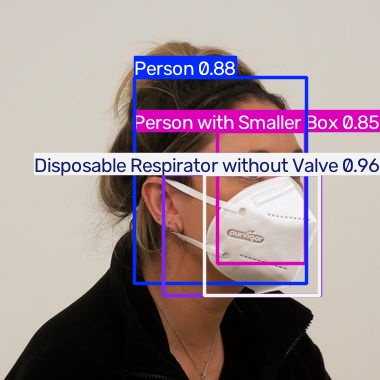 Person 0.88
Person with Smaller Box 0.85
Disposable Respirator without Valve 0.96